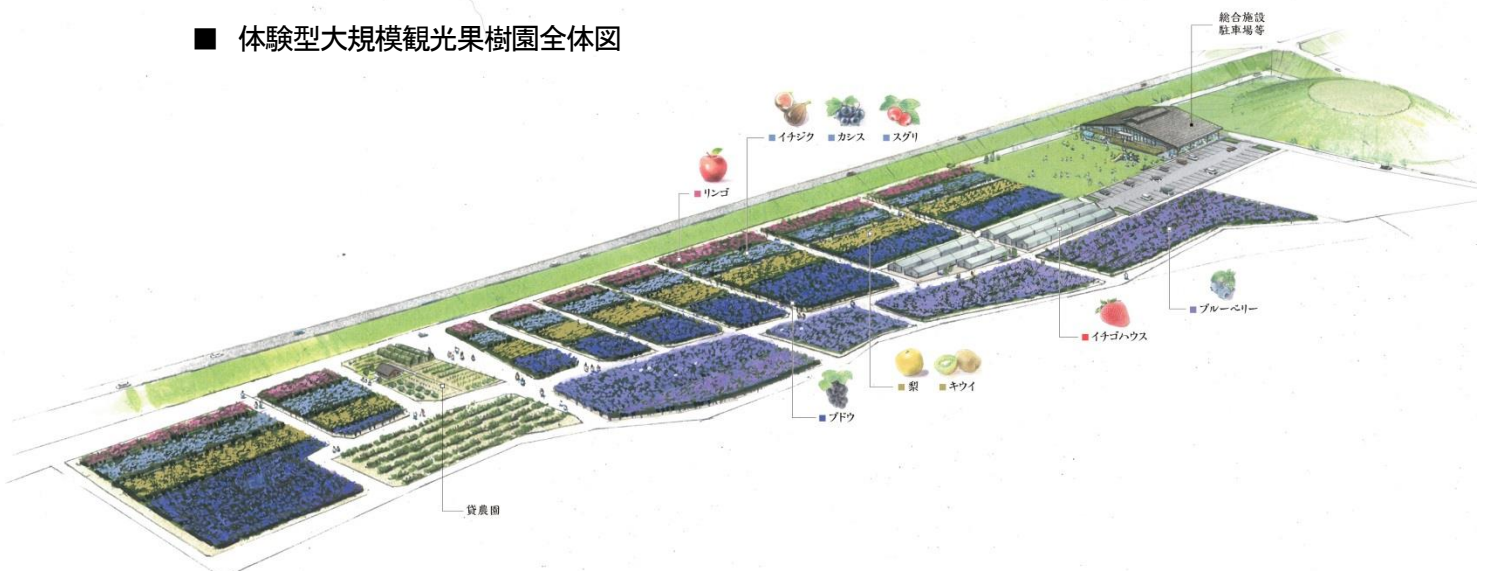 ■ 体験型大規模観光果樹園全体図
総合施設
駐車場等
■イチジク ■カシス ■スグリ
■リンゴ
■ブルーベリー
■イチゴハウス
■梨 ■キウイ
■ブドウ
貸農園